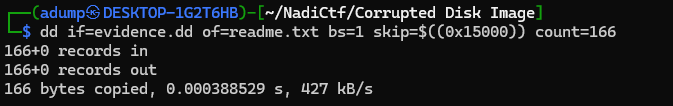 ┌──(adump㉿DESKTOP-1G2T6HB)-[~/NadiCtf/Corrupted Disk Image]
└─$ dd if=evidence.dd of=readme.txt bs=1 skip=$((0x15000)) count=166
166+0 records in
166+0 records out
166 bytes copied, 0.000388529 s, 427 kB/s